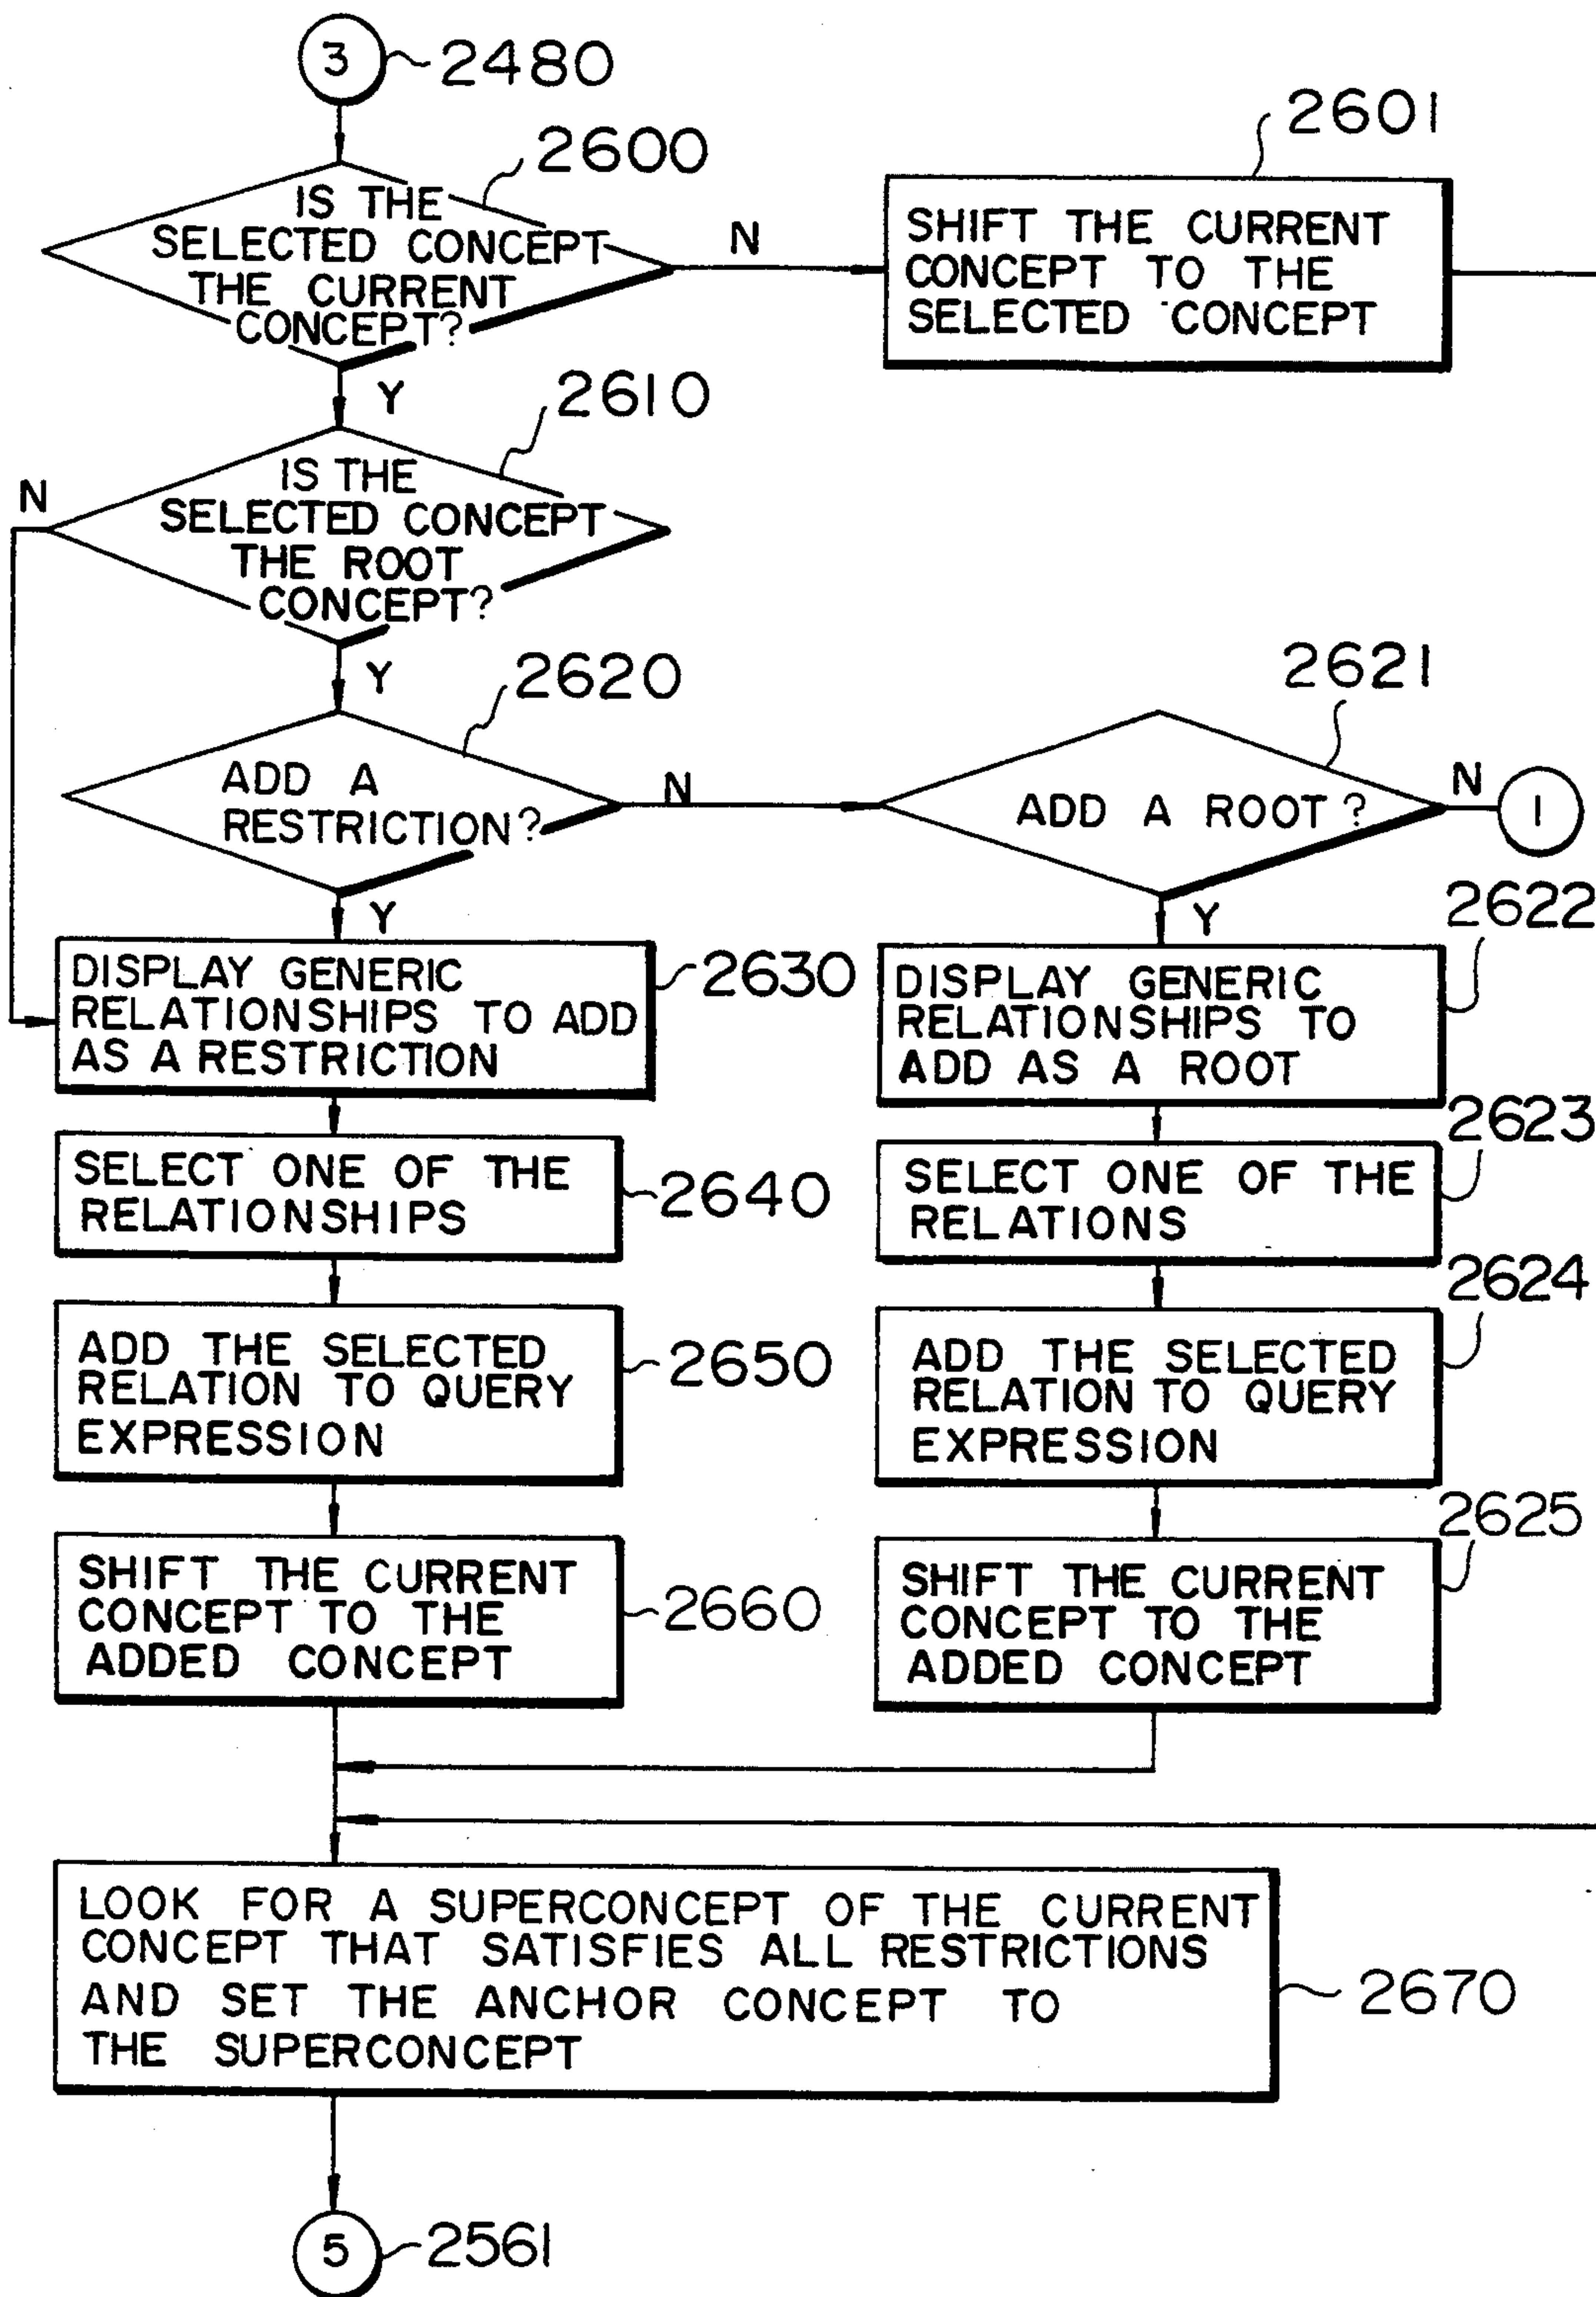 3
2480
2600
IS THE
SELECTED CONCEPT
THE CURRENT
CONCEPT?
N
2601
SHIFT THE CURRENT
CONCEPT TO THE
SELECTED CONCEPT
Y
2610
IS THE
SELECTED CONCEPT
THE ROOT
CONCEPT?
N
Y
2620
ADD A
RESTRICTION?
N
2621
ADD A ROOT?
N
1
Y
DISPLAY GENERIC
RELATIONSHIPS TO ADD
AS A RESTRICTION
2630
Y
2622
DISPLAY GENERIC
RELATIONSHIPS TO
ADD AS A ROOT
SELECT ONE OF THE
RELATIONSHIPS
2640
2623
SELECT ONE OF THE
RELATIONS
ADD THE SELECTED
RELATION TO QUERY
EXPRESSION
2650
2624
ADD THE SELECTED
RELATION TO QUERY
EXPRESSION
SHIFT THE CURRENT
CONCEPT TO THE
ADDED CONCEPT
2660
2625
SHIFT THE CURRENT
CONCEPT TO THE
ADDED CONCEPT
LOOK FOR A SUPERCONCEPT OF THE CURRENT
CONCEPT THAT SATISFIES ALL RESTRICTIONS
AND SET THE ANCHOR CONCEPT TO
THE SUPERCONCEPT
2670
5
2561